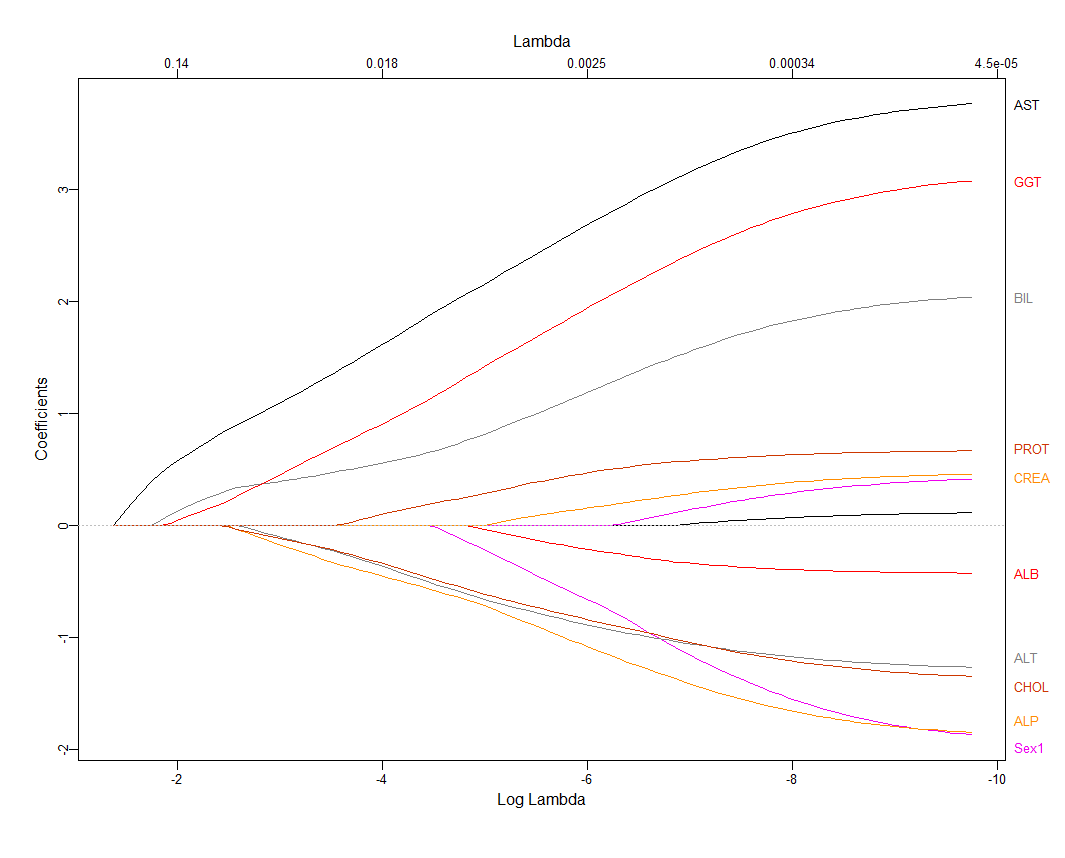 Lambda
0.14 0.018 0.0025 0.00034 4.5e-05
AST
GGT
BIL
PROT
CREA
ALB
ALT
CHOL
ALP
Sex1
Coefficients
3
2
1
0
-1
-2
-2 -4 -6 -8 -10
Log Lambda